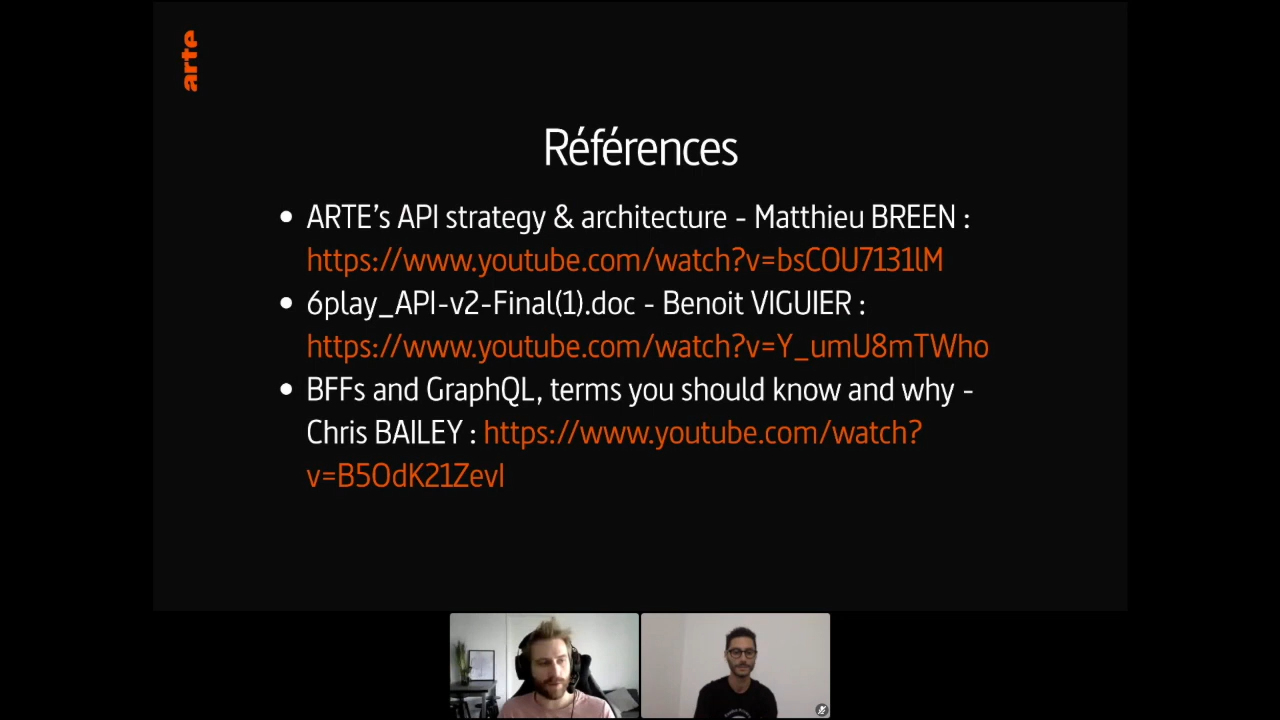 arte
Références
• ARTE’s API strategy & architecture - Matthieu BREEN :
https://www.youtube.com/watch?v=bsCOU7131lM
• 6play_API-v2-Final(1).doc - Benoit VIGUIER :
https://www.youtube.com/watch?v=Y_umU8mTWho
• BFFs and GraphQL, terms you should know and why -
Chris BAILEY : https://www.youtube.com/watch?
v=B5OdK21ZevI